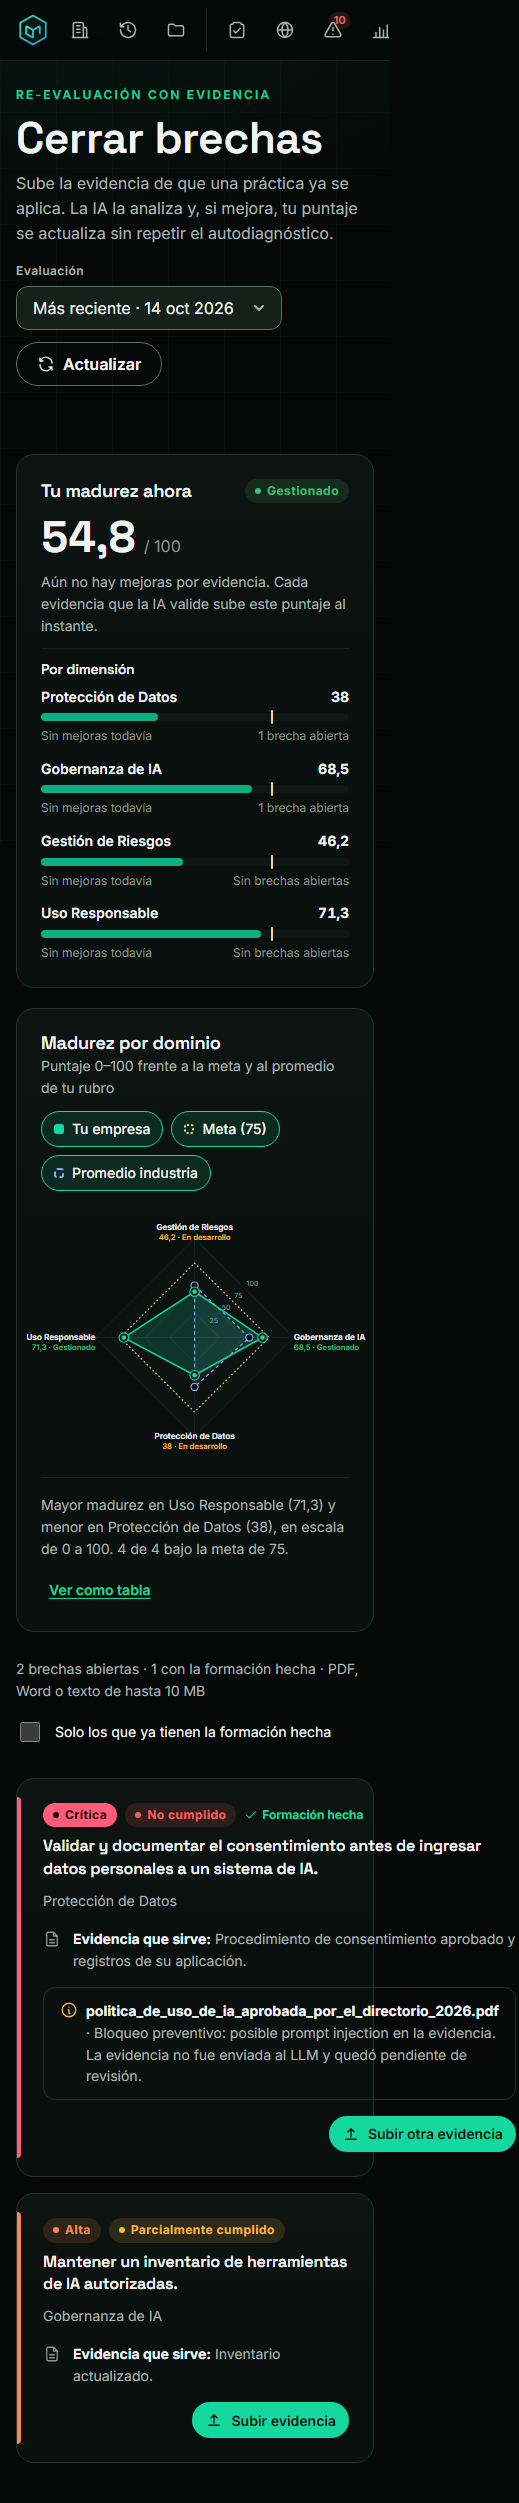 10
RE-EVALUACIÓN CON EVIDENCIA
Cerrar brechas
Sube la evidencia de que una práctica ya se
aplica. La IA la analiza y, si mejora, tu puntaje
se actualiza sin repetir el autodiagnóstico.
Evaluación
Más reciente · 14 oct 2026
Actualizar
Tu madurez ahora
Gestionado
54,8 / 100
Aún no hay mejoras por evidencia. Cada
evidencia que la IA valide sube este puntaje al
instante.
Por dimensión
Protección de Datos 38
Sin mejoras todavía 1 brecha abierta
Gobernanza de IA 68,5
Sin mejoras todavía 1 brecha abierta
Gestión de Riesgos 46,2
Sin mejoras todavía Sin brechas abiertas
Uso Responsable 71,3
Sin mejoras todavía Sin brechas abiertas
Madurez por dominio
Puntaje 0–100 frente a la meta y al promedio
de tu rubro
Tu empresa
Meta (75)
Promedio industria
Gestión de Riesgos
46,2 · En desarrollo
100
75
50
25
Uso Responsable
71,3 · Gestionado
Gobernanza de IA
68,5 · Gestionado
Protección de Datos
38 · En desarrollo
Mayor madurez en Uso Responsable (71,3) y
menor en Protección de Datos (38), en escala
de 0 a 100. 4 de 4 bajo la meta de 75.
Ver como tabla
2 brechas abiertas · 1 con la formación hecha · PDF,
Word o texto de hasta 10 MB
Solo los que ya tienen la formación hecha
Crítica
No cumplido
Formación hecha
Validar y documentar el consentimiento antes de ingresar
datos personales a un sistema de IA.
Protección de Datos
Evidencia que sirve: Procedimiento de consentimiento aprobado y
registros de su aplicación.
politica_de_uso_de_ia_aprobada_por_el_directorio_2026.pdf
· Bloqueo preventivo: posible prompt injection en la evidencia.
La evidencia no fue enviada al LLM y quedó pendiente de
revisión.
Subir otra evidencia
Alta
Parcialmente cumplido
Mantener un inventario de herramientas
de IA autorizadas.
Gobernanza de IA
Evidencia que sirve: Inventario
actualizado.
Subir evidencia